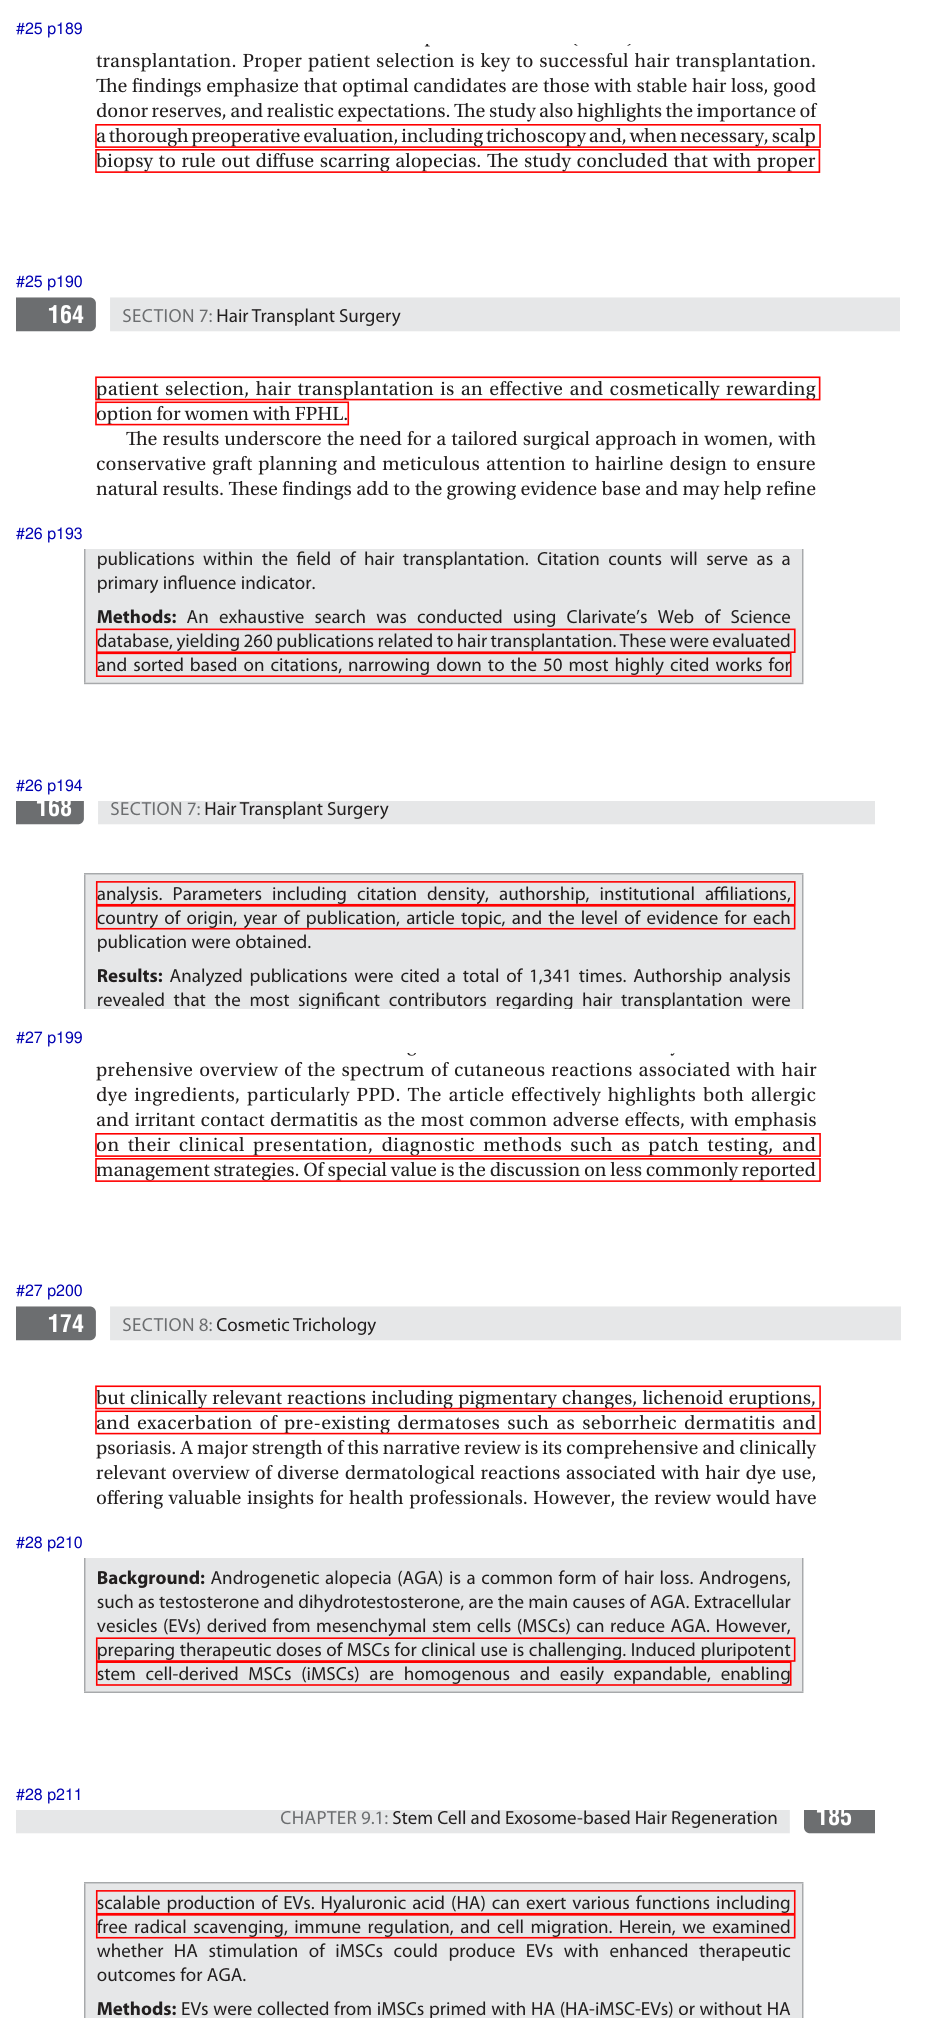 #25 p189
transplantation. Proper patient selection is key to successful hair transplantation.
The findings emphasize that optimal candidates are those with stable hair loss, good
donor reserves, and realistic expectations. The study also highlights the importance of
a thorough preoperative evaluation, including trichoscopy and, when necessary, scalp
biopsy to rule out diffuse scarring alopecias. The study concluded that with proper
#25 p190
164 SECTION 7: Hair Transplant Surgery
patient selection, hair transplantation is an effective and cosmetically rewarding
option for women with FPHL.
The results underscore the need for a tailored surgical approach in women, with
conservative graft planning and meticulous attention to hairline design to ensure
natural results. These findings add to the growing evidence base and may help refine
#26 p193
publications within the field of hair transplantation. Citation counts will serve as a
primary influence indicator.
Methods: An exhaustive search was conducted using Clarivate's Web of Science
database, yielding 260 publications related to hair transplantation. These were evaluated
and sorted based on citations, narrowing down to the 50 most highly cited works for
#26 p194
168 SECTION 7: Hair Transplant Surgery
analysis. Parameters including citation density, authorship, institutional affiliations,
country of origin, year of publication, article topic, and the level of evidence for each
publication were obtained.
Results: Analyzed publications were cited a total of 1,341 times. Authorship analysis
revealed that the most significant contributors regarding hair transplantation were
#27 p199
prehensive overview of the spectrum of cutaneous reactions associated with hair
dye ingredients, particularly PPD. The article effectively highlights both allergic
and irritant contact dermatitis as the most common adverse effects, with emphasis
on their clinical presentation, diagnostic methods such as patch testing, and
management strategies. Of special value is the discussion on less commonly reported
#27 p200
174 SECTION 8: Cosmetic Trichology
but clinically relevant reactions including pigmentary changes, lichenoid eruptions,
and exacerbation of pre-existing dermatoses such as seborrheic dermatitis and
psoriasis. A major strength of this narrative review is its comprehensive and clinically
relevant overview of diverse dermatological reactions associated with hair dye use,
offering valuable insights for health professionals. However, the review would have
#28 p210
Background: Androgenetic alopecia (AGA) is a common form of hair loss. Androgens,
such as testosterone and dihydrotestosterone, are the main causes of AGA. Extracellular
vesicles (EVs) derived from mesenchymal stem cells (MSCs) can reduce AGA. However,
preparing therapeutic doses of MSCs for clinical use is challenging. Induced pluripotent
stem cell-derived MSCs (iMSCs) are homogenous and easily expandable, enabling
#28 p211
CHAPTER 9.1: Stem Cell and Exosome-based Hair Regeneration 185
scalable production of EVs. Hyaluronic acid (HA) can exert various functions including
free radical scavenging, immune regulation, and cell migration. Herein, we examined
whether HA stimulation of iMSCs could produce EVs with enhanced therapeutic
outcomes for AGA.
Methods: EVs were collected from iMSCs primed with HA (HA-iMSC-EVs) or without HA